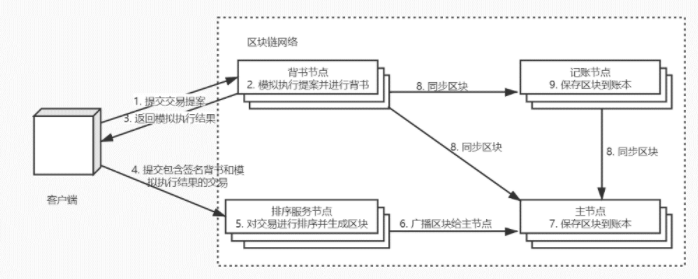 区块链网络
背书节点
2. 模拟执行提案并进行背书
8. 同步区块
记账节点
9. 保存区块到账本
1. 提交交易提案
3. 返回模拟执行结果
8. 同步区块
8. 同步区块
4. 提交包含签名背书和模
拟执行结果的交易
客户端
排序服务节点
5. 对交易进行排序并生成区块
6. 广播区块给主节点
主节点
7. 保存区块到账本